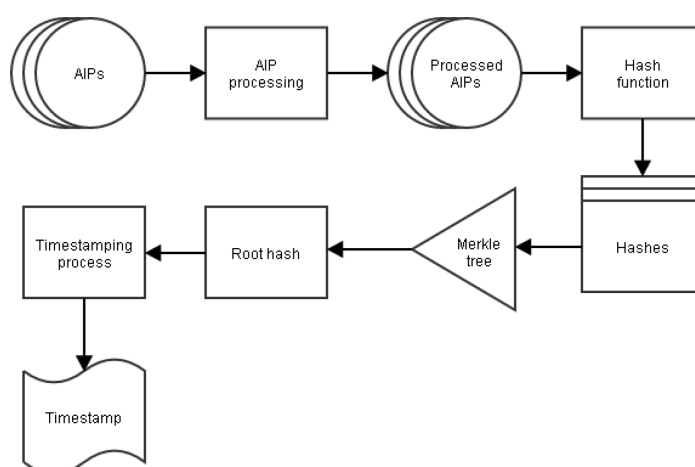 AIPs
AIP
processing
Processed
AIPs
Hash
function
Timestamping
process
Root hash
Merkle
tree
Hashes
Timestamp